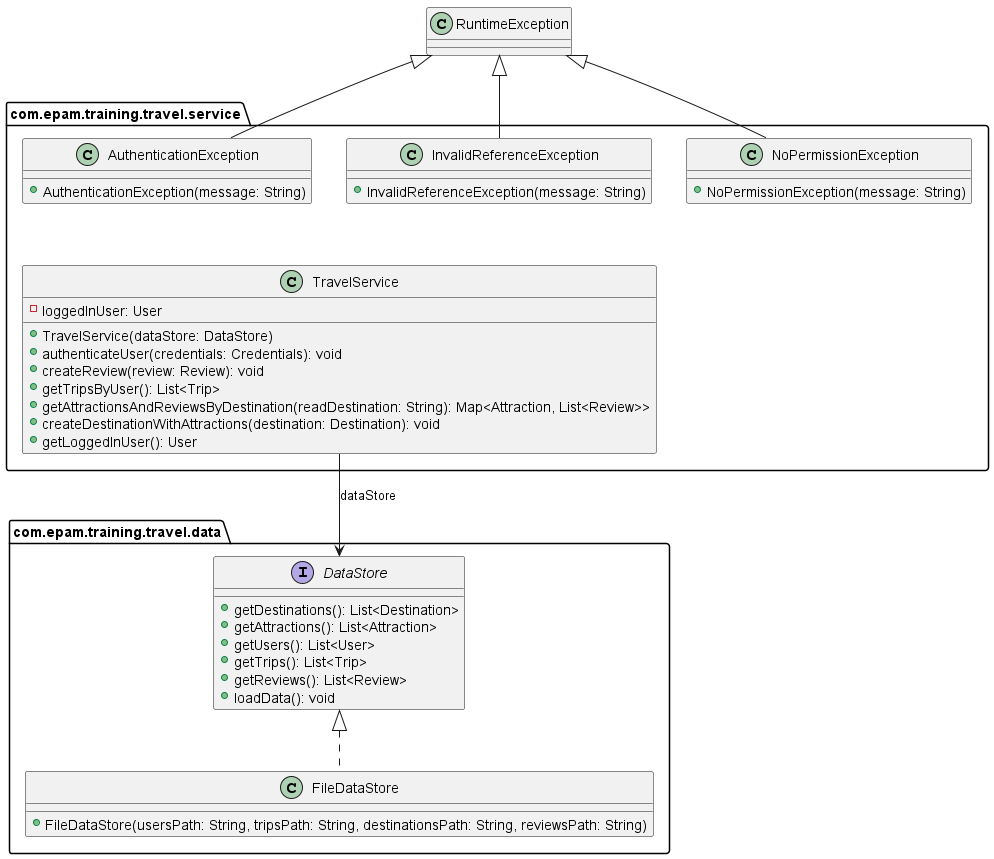 C RuntimeException
com.epam.training.travel.service
C AuthenticationException
AuthenticationException(message: String)
C InvalidReferenceException
InvalidReferenceException(message: String)
C NoPermissionException
NoPermissionException(message: String)
C TravelService
loggedInUser: User
TravelService(dataStore: DataStore)
authenticateUser(credentials: Credentials): void
createReview(review: Review): void
getTripsByUser(): List<Trip>
getAttractionsAndReviewsByDestination(readDestination: String): Map<Attraction, List<Review>>
createDestinationWithAttractions(destination: Destination): void
getLoggedInUser(): User
dataStore
com.epam.training.travel.data
I DataStore
getDestinations(): List<Destination>
getAttractions(): List<Attraction>
getUsers(): List<User>
getTrips(): List<Trip>
getReviews(): List<Review>
loadData(): void
C FileDataStore
FileDataStore(usersPath: String, tripsPath: String, destinationsPath: String, reviewsPath: String)